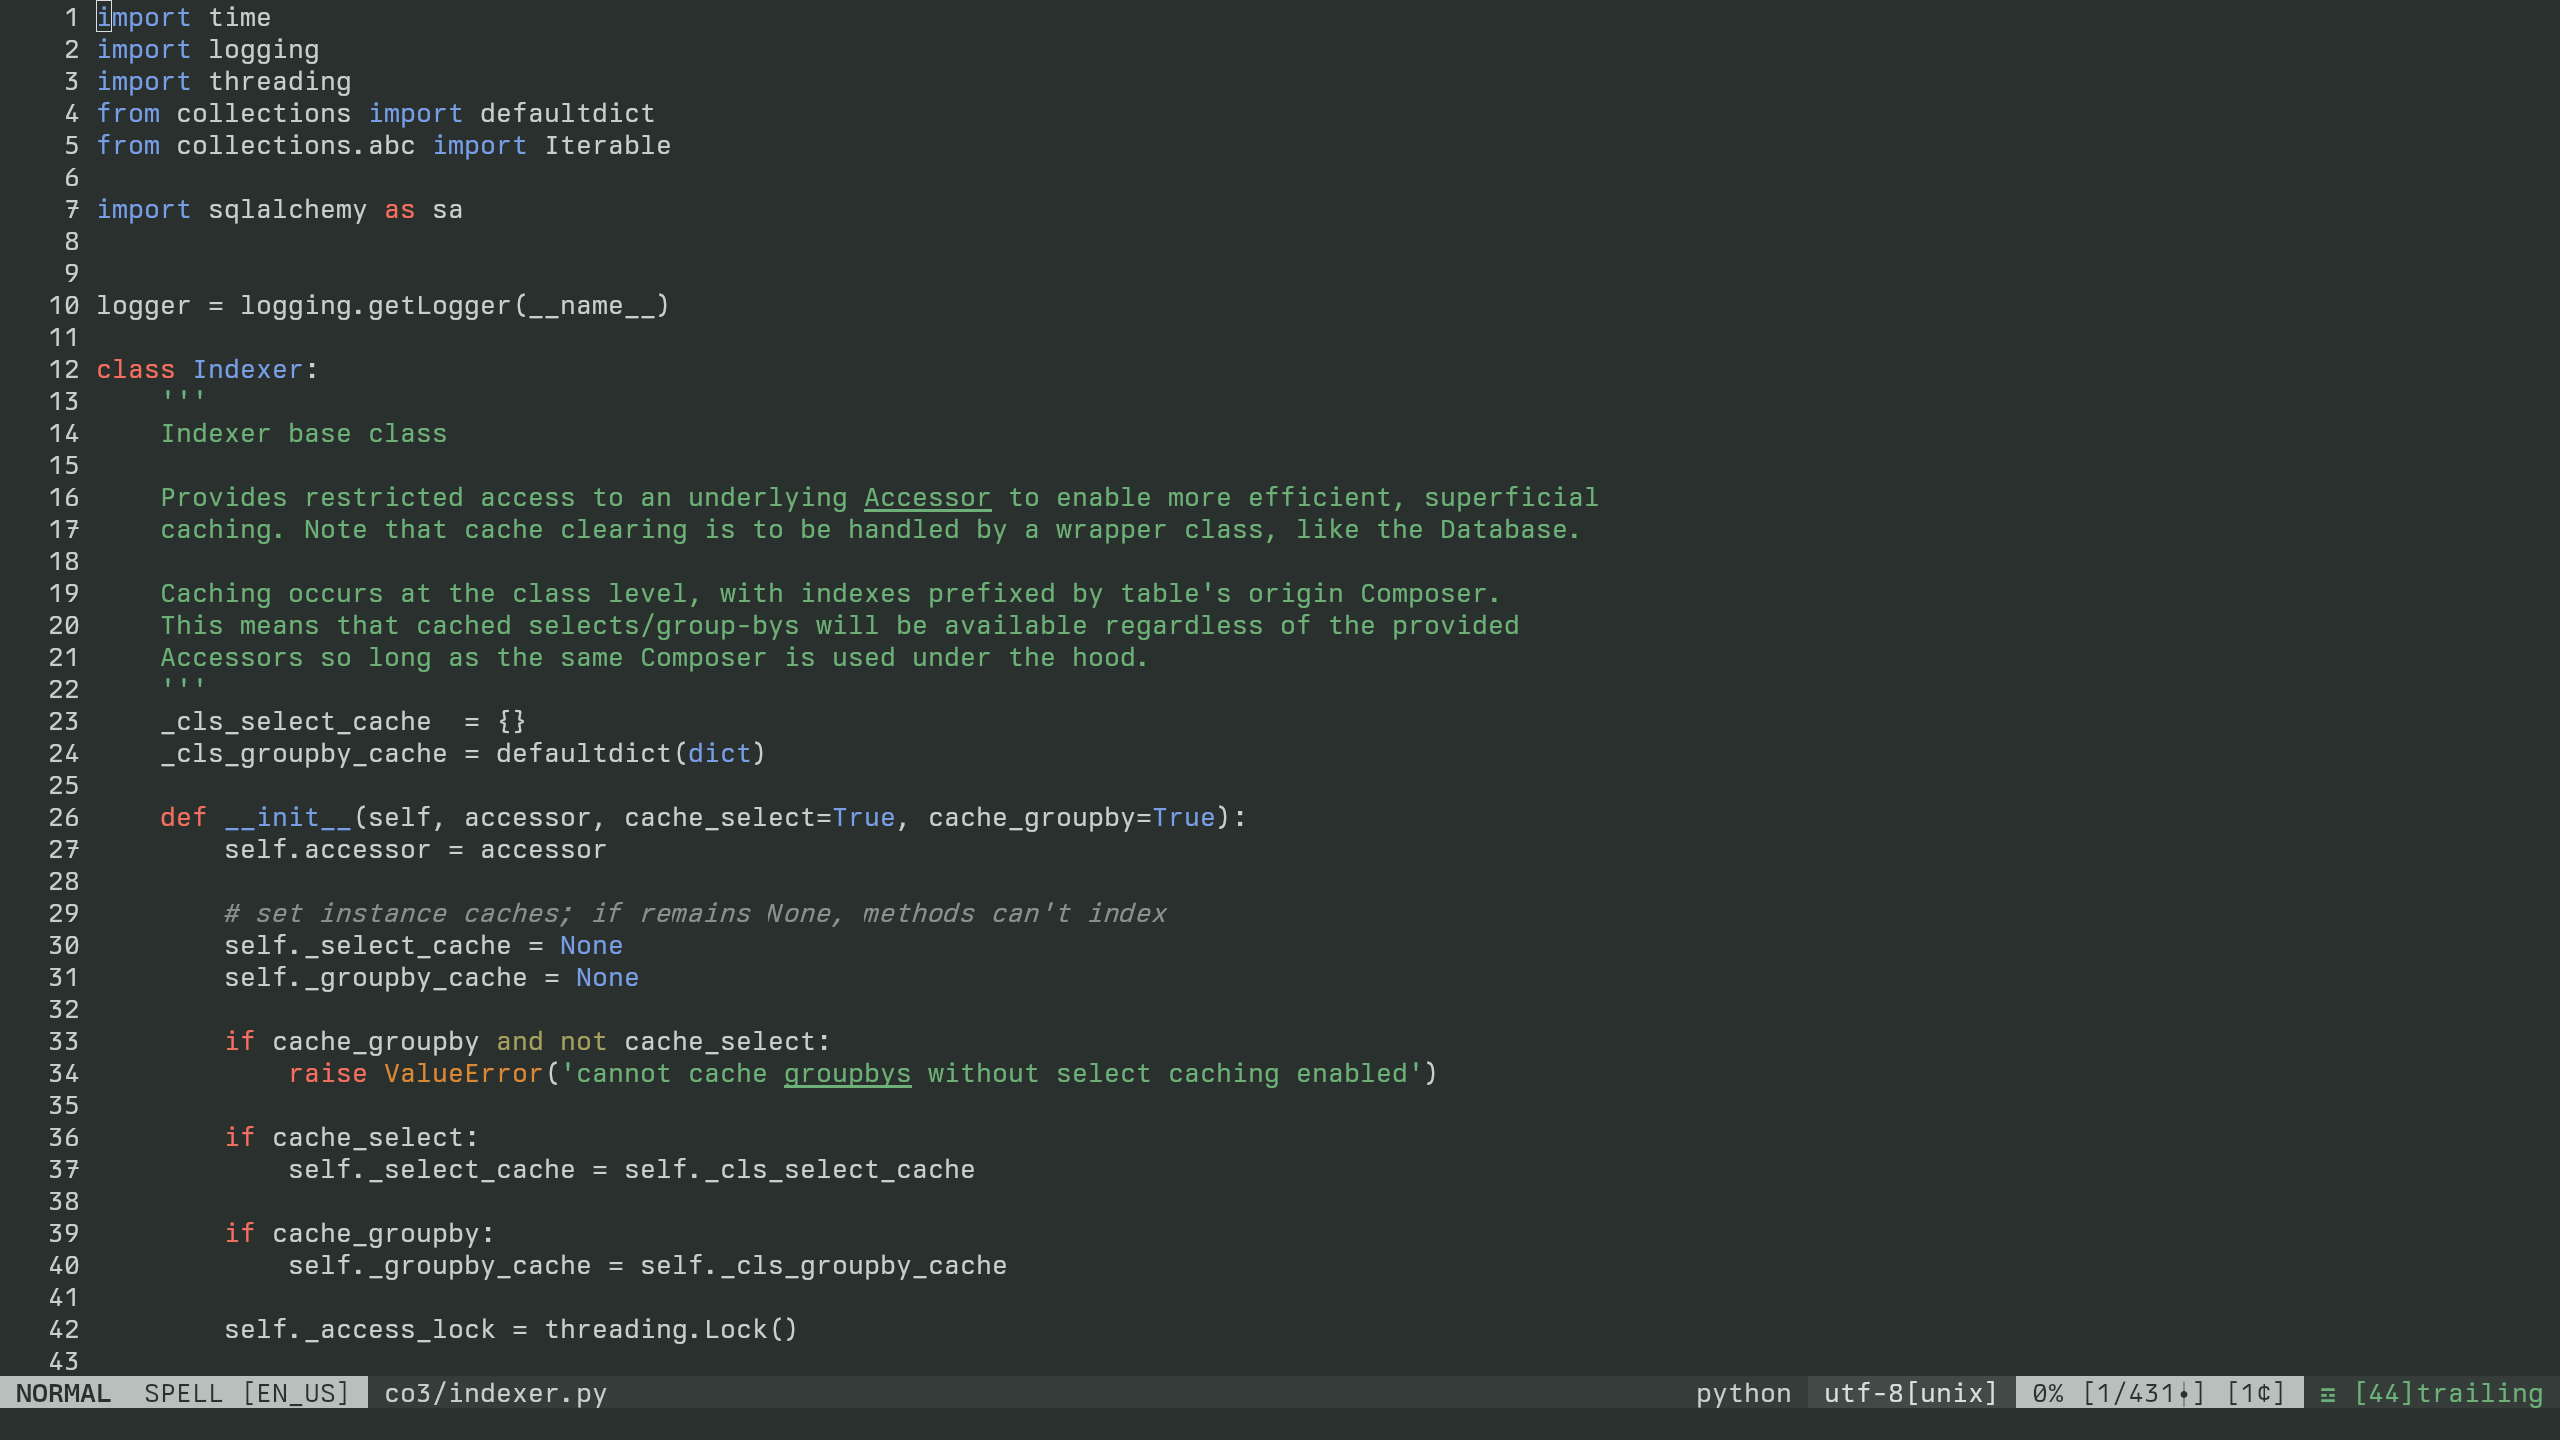 1 import time
2 import logging
3 import threading
4 from collections import defaultdict
5 from collections.abc import Iterable
6
7 import sqlalchemy as sa
8
9
10 logger = logging.getLogger(__name__)
11
12 class Indexer:
13     '''
14     Indexer base class
15
16     Provides restricted access to an underlying Accessor to enable more efficient, superficial
17     caching. Note that cache clearing is to be handled by a wrapper class, like the Database.
18
19     Caching occurs at the class level, with indexes prefixed by table's origin Composer.
20     This means that cached selects/group-bys will be available regardless of the provided
21     Accessors so long as the same Composer is used under the hood.
22     '''
23     _cls_select_cache  = {}
24     _cls_groupby_cache = defaultdict(dict)
25
26     def __init__(self, accessor, cache_select=True, cache_groupby=True):
27         self.accessor = accessor
28
29         # set instance caches; if remains None, methods can't index
30         self._select_cache = None
31         self._groupby_cache = None
32
33         if cache_groupby and not cache_select:
34             raise ValueError('cannot cache groupbys without select caching enabled')
35
36         if cache_select:
37             self._select_cache = self._cls_select_cache
38
39         if cache_groupby:
40             self._groupby_cache = self._cls_groupby_cache
41
42         self._access_lock = threading.Lock()
43
NORMAL  SPELL [EN_US]  co3/indexer.py  python  utf-8[unix]  0% [1/431] [1¢]  [44]trailing